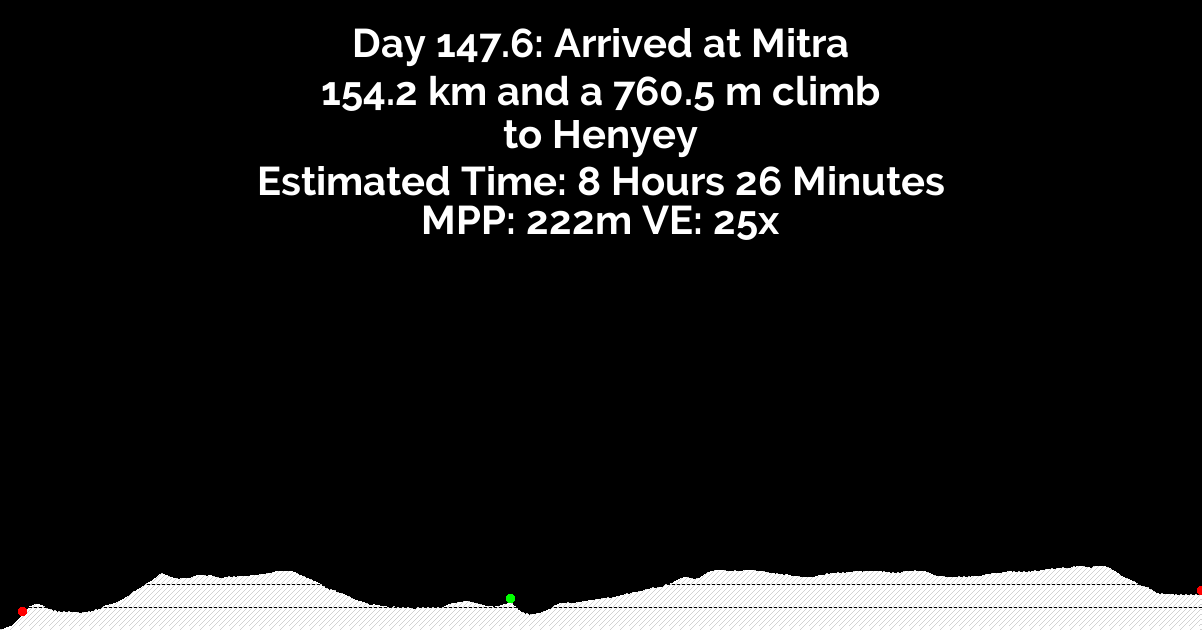 Day 147.6: Arrived at Mitra
154.2 km and a 760.5 m climb
to Henyey
Estimated Time: 8 Hours 26 Minutes
MPP: 222m VE: 25x